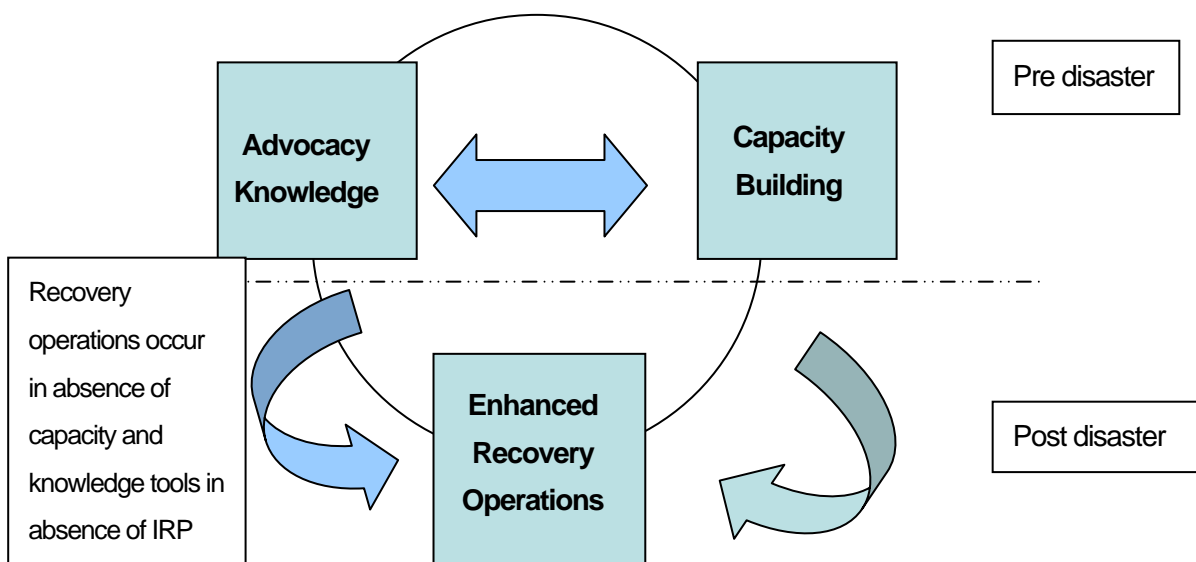 Advocacy
Knowledge
Capacity
Building
Pre disaster
Recovery
operations occur
in absence of
capacity and
knowledge tools in
absence of IRP
Enhanced
Recovery
Operations
Post disaster